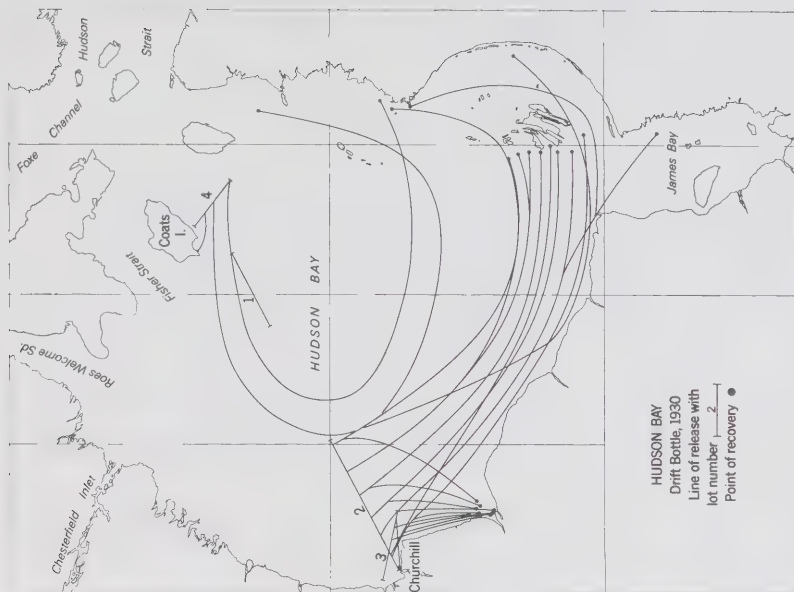 Hudson
Strait
Foxe Channel
4
Coats
I.
Fisher Strait
1
HUDSON BAY
Roes Welcome Sd.
Chesterfield Inlet
2
3
Churchill
James Bay
HUDSON BAY
Drift Bottle, 1930
Line of release with
lot number 2
Point of recovery